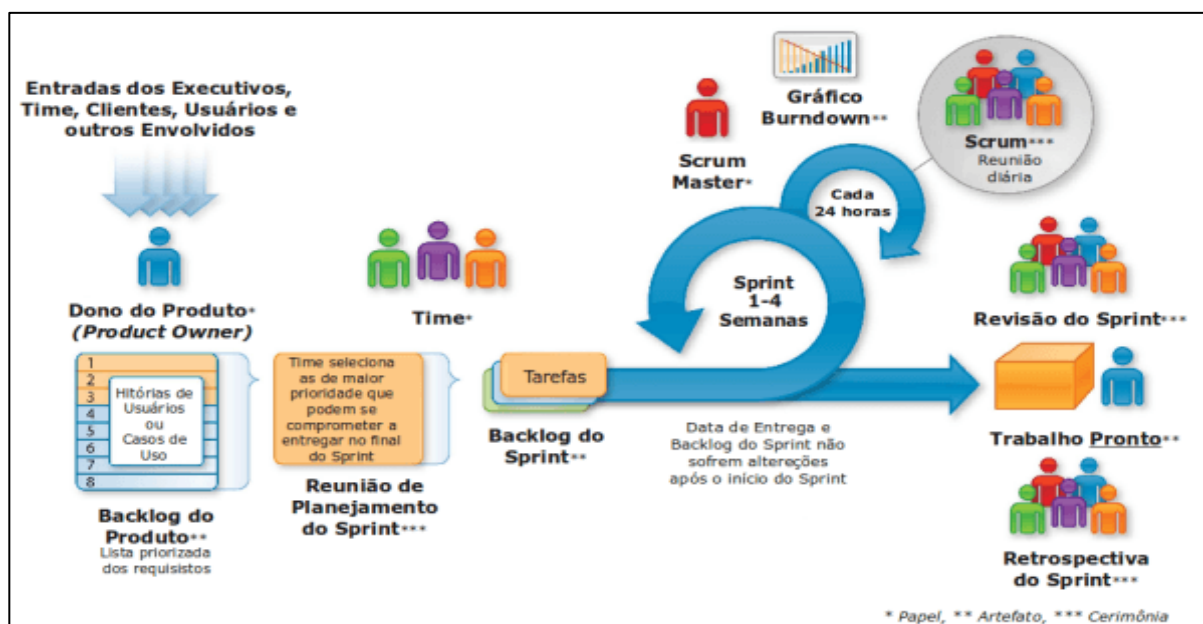 Entradas dos Executivos,
Time, Clientes, Usuários e
outros Envolvidos
Dono do Produto*
(Product Owner)
1
2
3
4
5
6
7
8
Hitórias de
Usuários
ou
Casos de
Uso
Backlog do
Produto**
Lista priorizada
dos requisistos
Time*
Time seleciona
as de maior
prioridade que
podem se
comprometer a
entregar no final
do Sprint
Reunião de
Planejamento
do Sprint***
Tarefas
Backlog do
Sprint**
Scrum
Master*
Gráfico
Burndown**
Cada
24 horas
Scrum***
Reunião
diária
Sprint
1-4
Semanas
Data de Entrega e
Backlog do Sprint não
sofrem altereções
após o início do Sprint
Revisão do Sprint***
Trabalho Pronto**
Retrospectiva
do Sprint***
* Papel, ** Artefato, *** Cerimônia